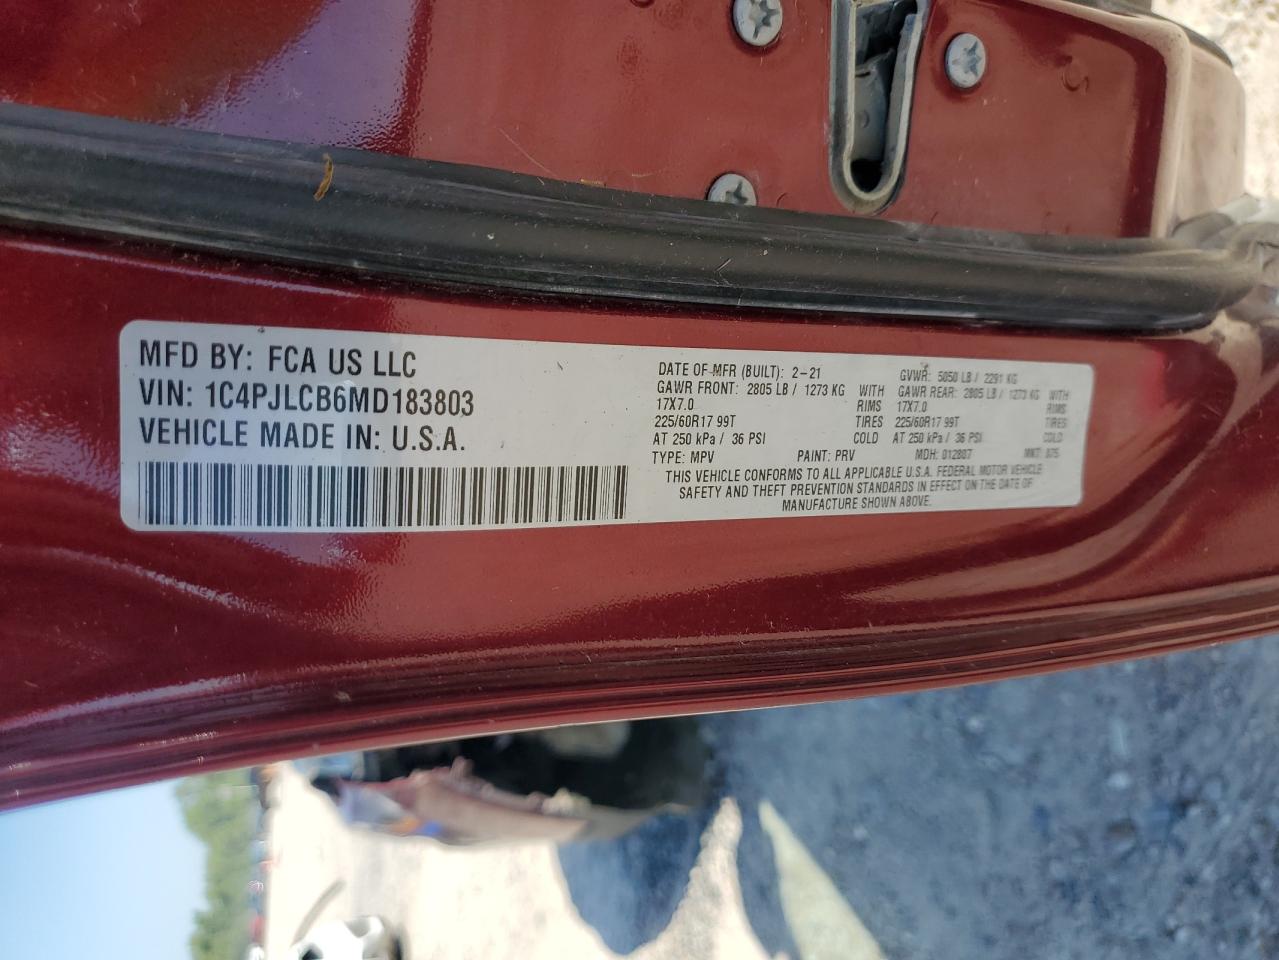 MFD BY: FCA US LLC
VIN: 1C4PJLCB6MD183803
VEHICLE MADE IN: U.S.A.
DATE OF MFR (BUILT): 2-21 GVWR: 5050 LB / 2291 KG
GAWR FRONT: 2805 LB / 1273 KG WITH GAWR REAR: 2805 LB / 1273 KG WITH
17X7.0 RIMS 17X7.0 RIMS
225/60R17 99T TIRES 225/60R17 99T TIRES
AT 250 kPa / 36 PSI COLD AT 250 kPa / 36 PSI COLD
TYPE: MPV PAINT: PRV MDH: 012807 MNT: 875
THIS VEHICLE CONFORMS TO ALL APPLICABLE U.S.A. FEDERAL MOTOR VEHICLE
SAFETY AND THEFT PREVENTION STANDARDS IN EFFECT ON THE DATE OF
MANUFACTURE SHOWN ABOVE.